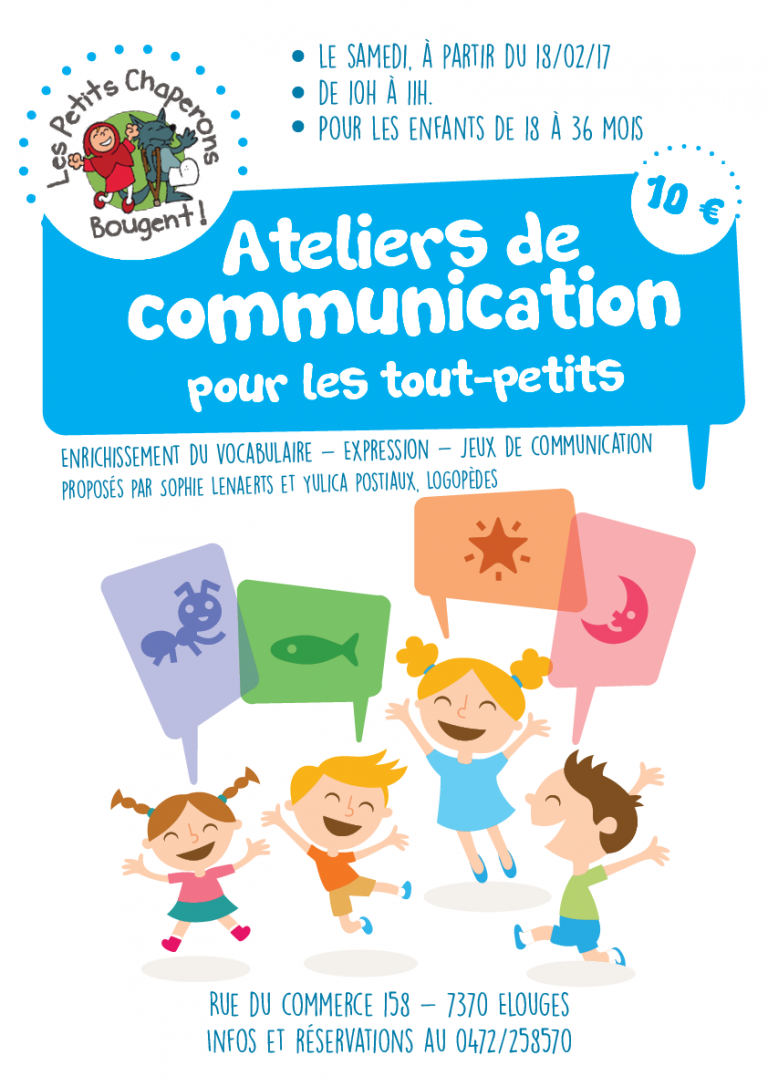 Les Petits Chaperons
Bougent !
LE SAMEDI, À PARTIR DU 18/02/17
DE 10H À 11H.
POUR LES ENFANTS DE 18 À 36 MOIS
10 €
Ateliers de
communication
pour les tout-petits
ENRICHISSEMENT DU VOCABULAIRE – EXPRESSION – JEUX DE COMMUNICATION
PROPOSÉS PAR SOPHIE LENAERTS ET YULICA POSTIAUX, LOGOPÈDES
RUE DU COMMERCE 158 – 7370 ELOUGES
INFOS ET RÉSERVATIONS AU 0472/258570